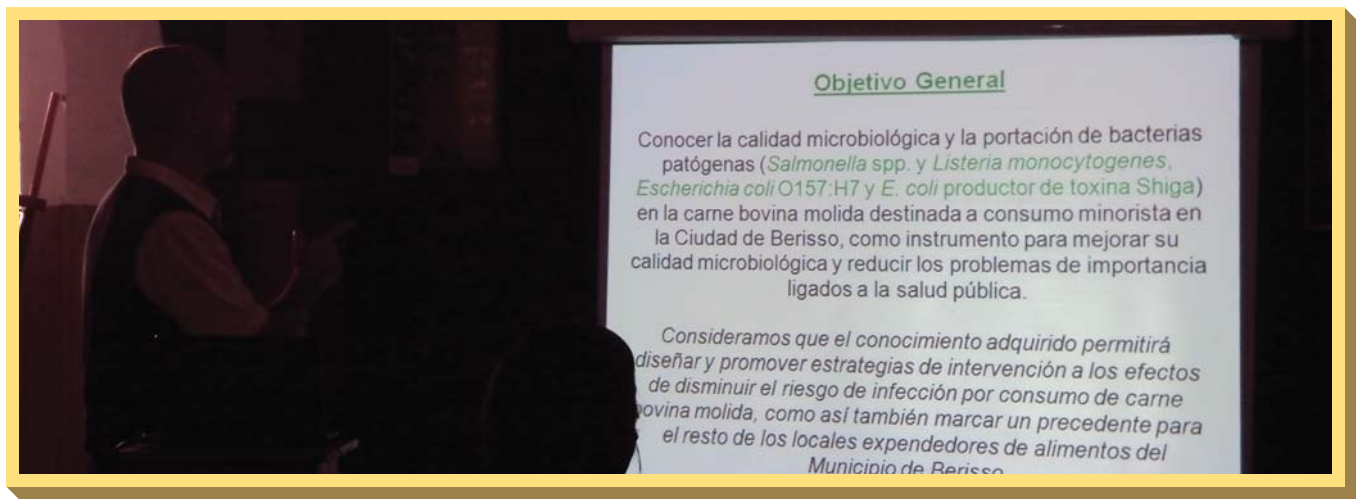 Objetivo General
Conocer la calidad microbiológica y la portación de bacterias
patógenas (Salmonella spp. y Listeria monocytogenes,
Escherichia coli O157:H7 y E. coli productor de toxina Shiga)
en la carne bovina molida destinada a consumo minorista en
la Ciudad de Berisso, como instrumento para mejorar su
calidad microbiológica y reducir los problemas de importancia
ligados a la salud pública.
Consideramos que el conocimiento adquirido permitirá
diseñar y promover estrategias de intervención a los efectos
de disminuir el riesgo de infección por consumo de carne
bovina molida, como así también marcar un precedente para
el resto de los locales expendedores de alimentos del
Municipio de Berisso